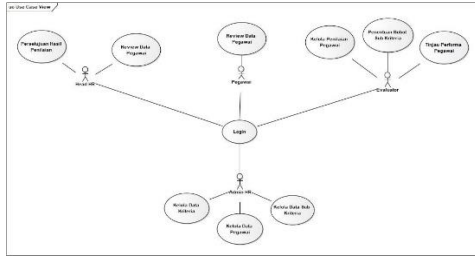 uc Use Case View
Persetujuan Hasil
Penilaian
Review Data
Pegawai
Head HR
Review Data
Pegawai
Pegawai
Kelola Penilaian
Pegawai
Penentuan Bobot
Sub Kriteria
Tinjau Performa
Pegawai
Evaluator
Login
Admin HR
Kelola Data
Kriteria
Kelola Data
Pegawai
Kelola Data Sub
Kriteria